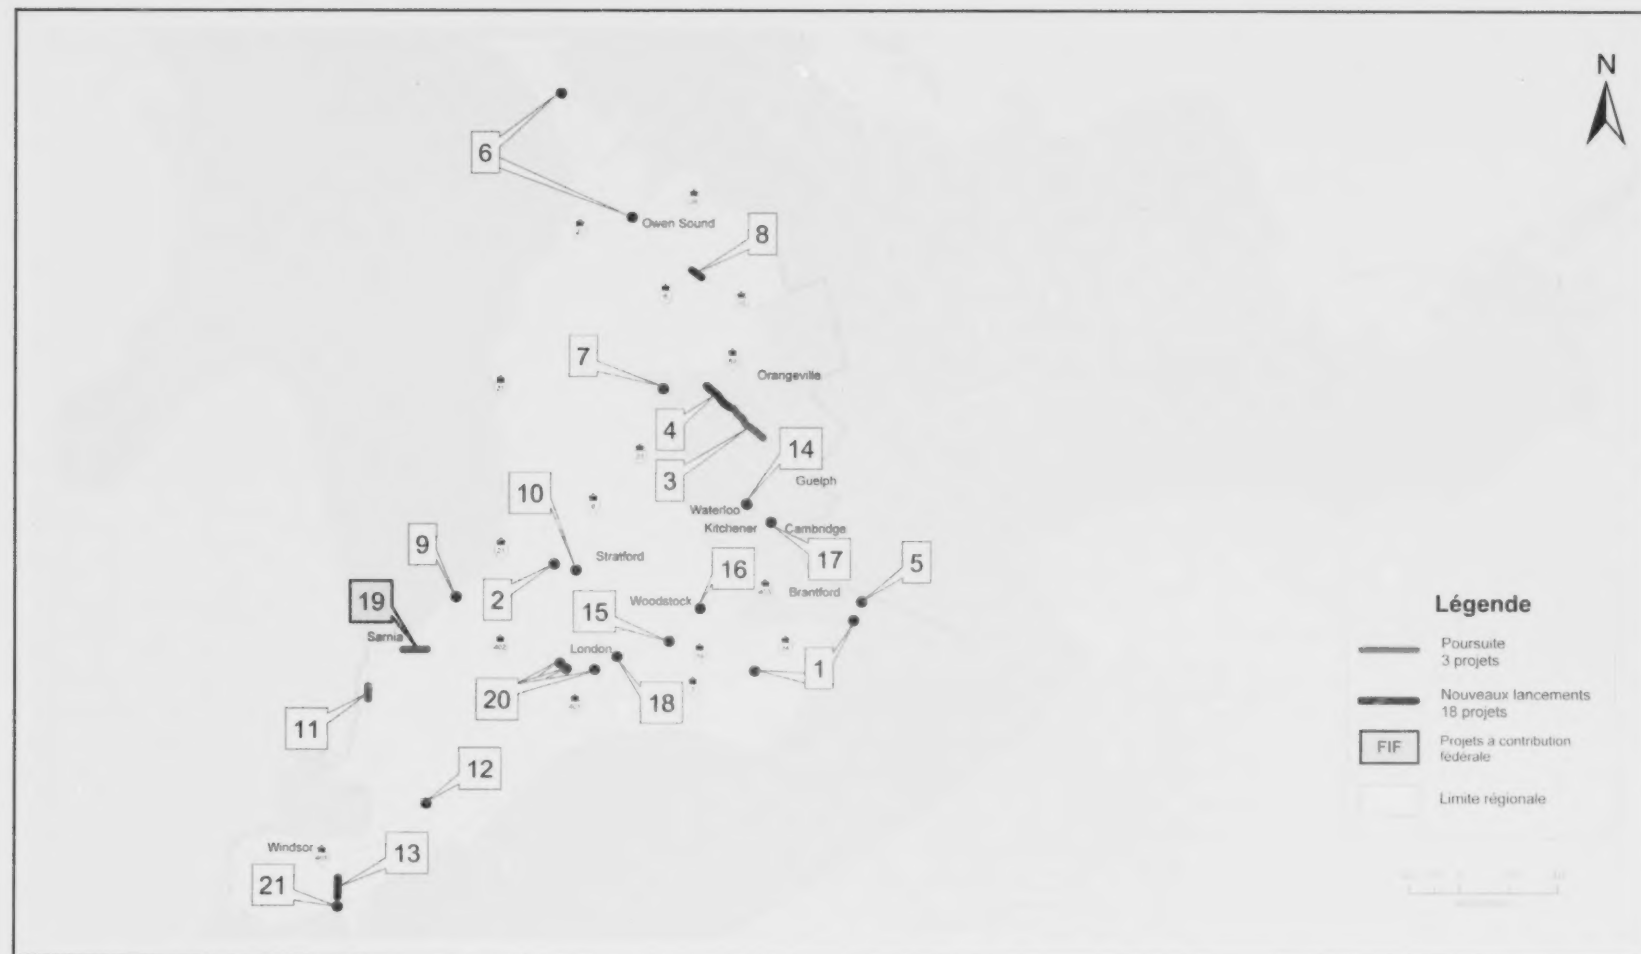 N
6
Owen Sound
8
7
Orangeville
4
3
14
Guelph
10
Waterloo
Kitchener
Cambridge
9
Stratford
17
5
2
16
19
Woodstock
Brantford
15
Sarnia
London
1
20
18
11
12
Windsor
13
21
Légende
Poursuite
3 projets
Nouveaux lancements
18 projets
FIF
Projets a contribution
fédérale
Limite régionale